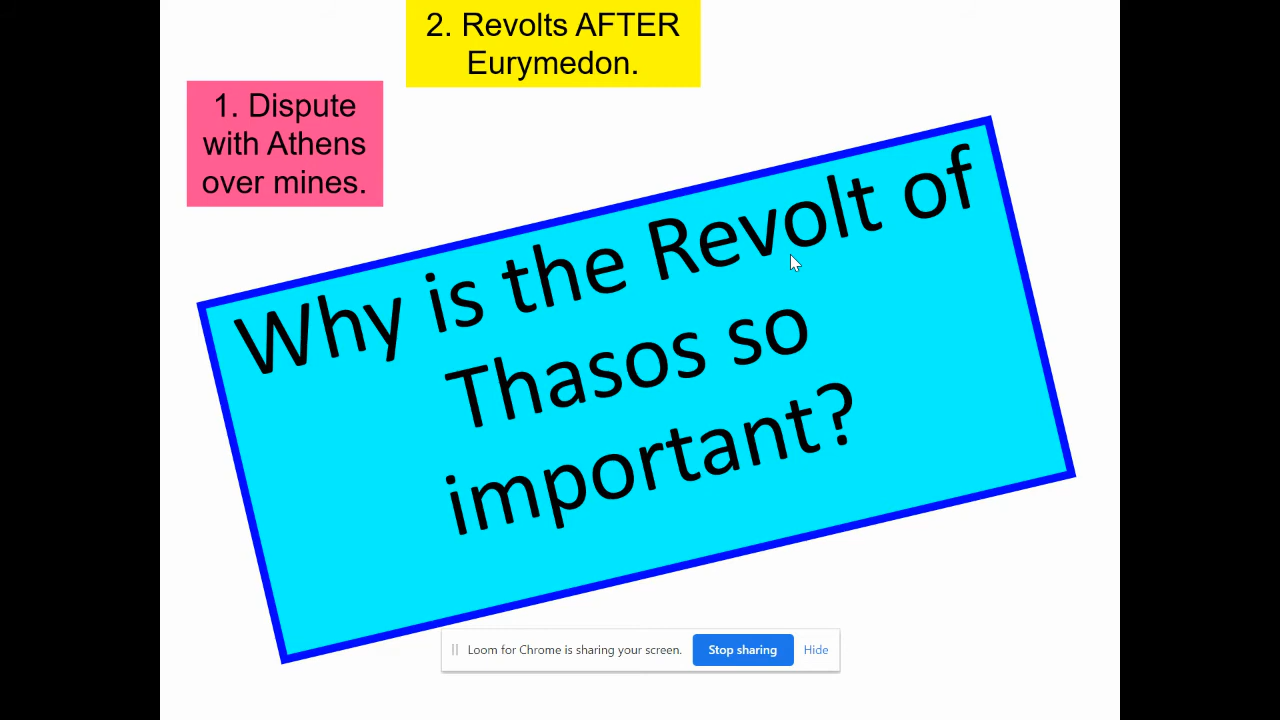 2. Revolts AFTER
Eurymedon.
1. Dispute
with Athens
over mines.
Why is the Revolt of
Thasos so
important?
Loom for Chrome is sharing your screen.
Stop sharing
Hide